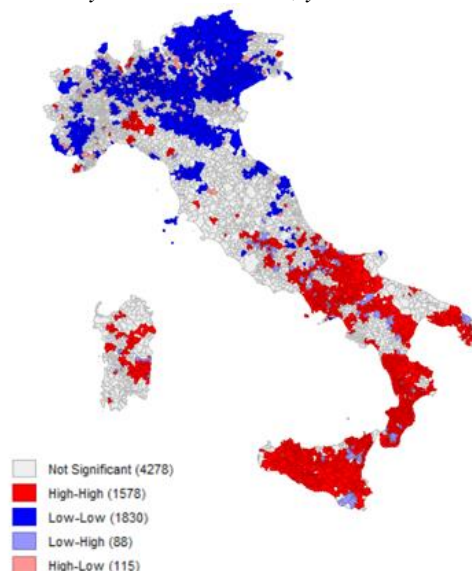 Not Significant (4278)
High-High (1578)
Low-Low (1830)
Low-High (88)
High-Low (115)